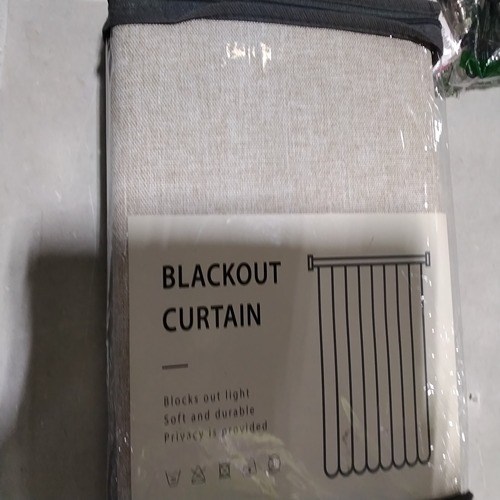 BLACKOUT
CURTAIN
Blocks out light
Soft and durable
Privacy is provided